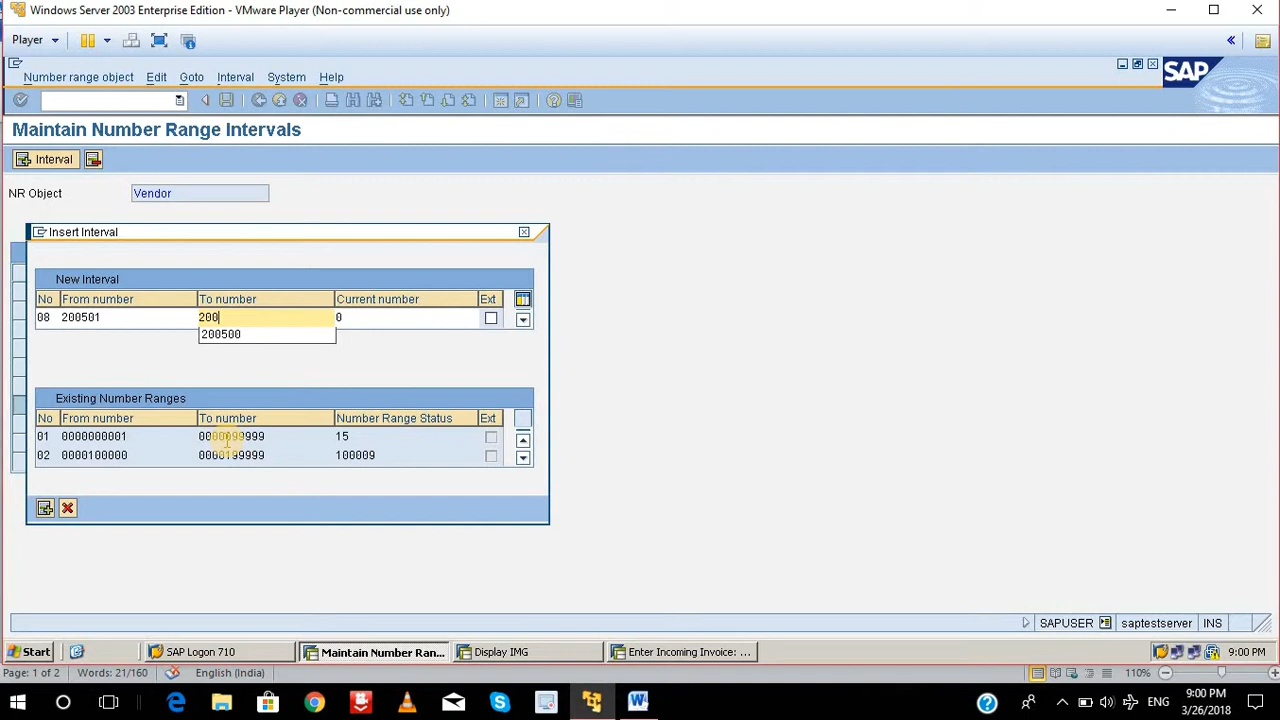 Windows Server 2003 Enterprise Edition - VMware Player (Non-commercial use only)
Player
Number range object Edit Goto Interval System Help
SAP
Maintain Number Range Intervals
Interval
NR Object Vendor
Insert Interval
New Interval
No From number To number Current number Ext
08 200501 200 0
200500
Existing Number Ranges
No From number To number Number Range Status Ext
01 0000000001 0000099999 15
02 0000100000 0000199999 100009
SAPUSER saptestserver INS
Start SAP Logon 710 Maintain Number Ran... Display IMG Enter Incoming Invoice: ... 9:00 PM
Page: 1 of 2 Words: 21/160 English (India) 110%
ENG 9:00 PM
3/26/2018